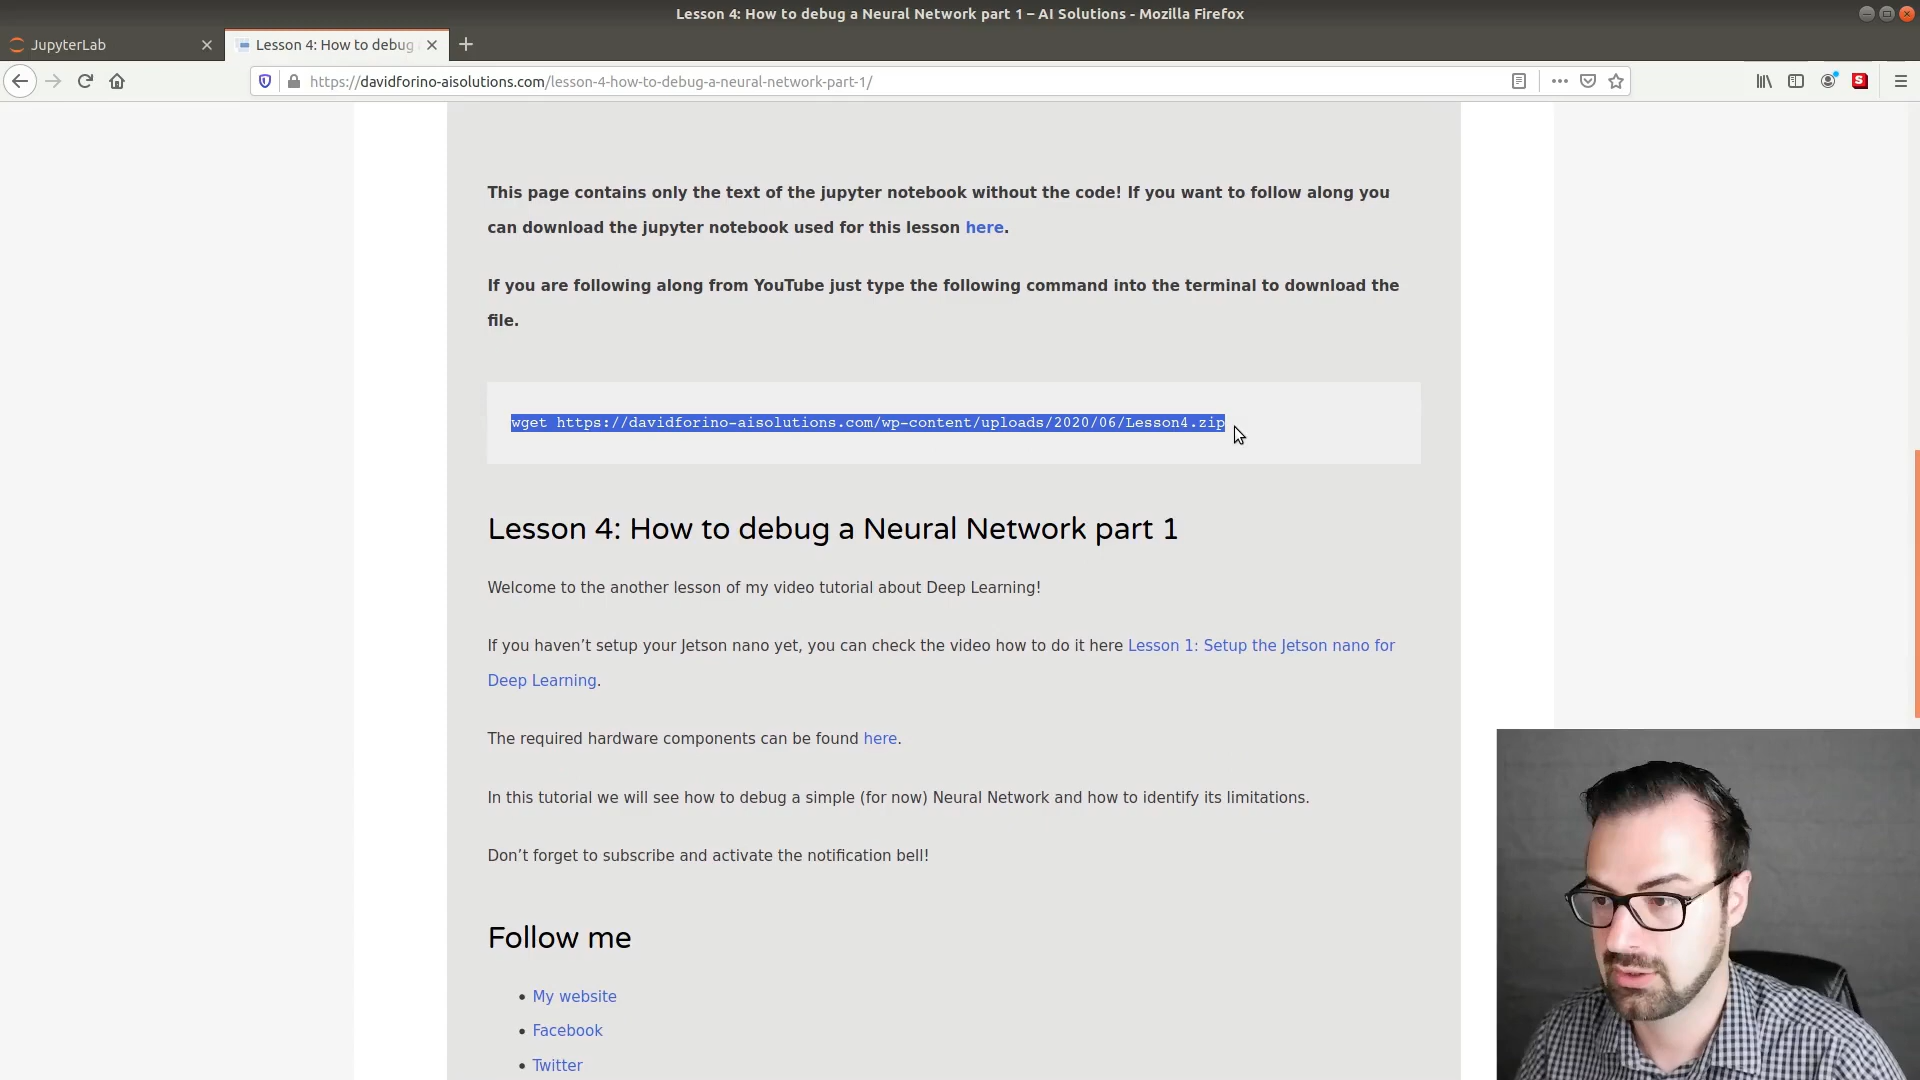 Lesson 4: How to debug a Neural Network part 1 – AI Solutions - Mozilla Firefox
JupyterLab
Lesson 4: How to debug
https://davidforino-aisolutions.com/lesson-4-how-to-debug-a-neural-network-part-1/
This page contains only the text of the jupyter notebook without the code! If you want to follow along you
can download the jupyter notebook used for this lesson here.
If you are following along from YouTube just type the following command into the terminal to download the
file.
wget https://davidforino-aisolutions.com/wp-content/uploads/2020/06/Lesson4.zip
Lesson 4: How to debug a Neural Network part 1
Welcome to the another lesson of my video tutorial about Deep Learning!
If you haven’t setup your Jetson nano yet, you can check the video how to do it here Lesson 1: Setup the Jetson nano for
Deep Learning.
The required hardware components can be found here.
In this tutorial we will see how to debug a simple (for now) Neural Network and how to identify its limitations.
Don’t forget to subscribe and activate the notification bell!
Follow me
• My website
• Facebook
• Twitter